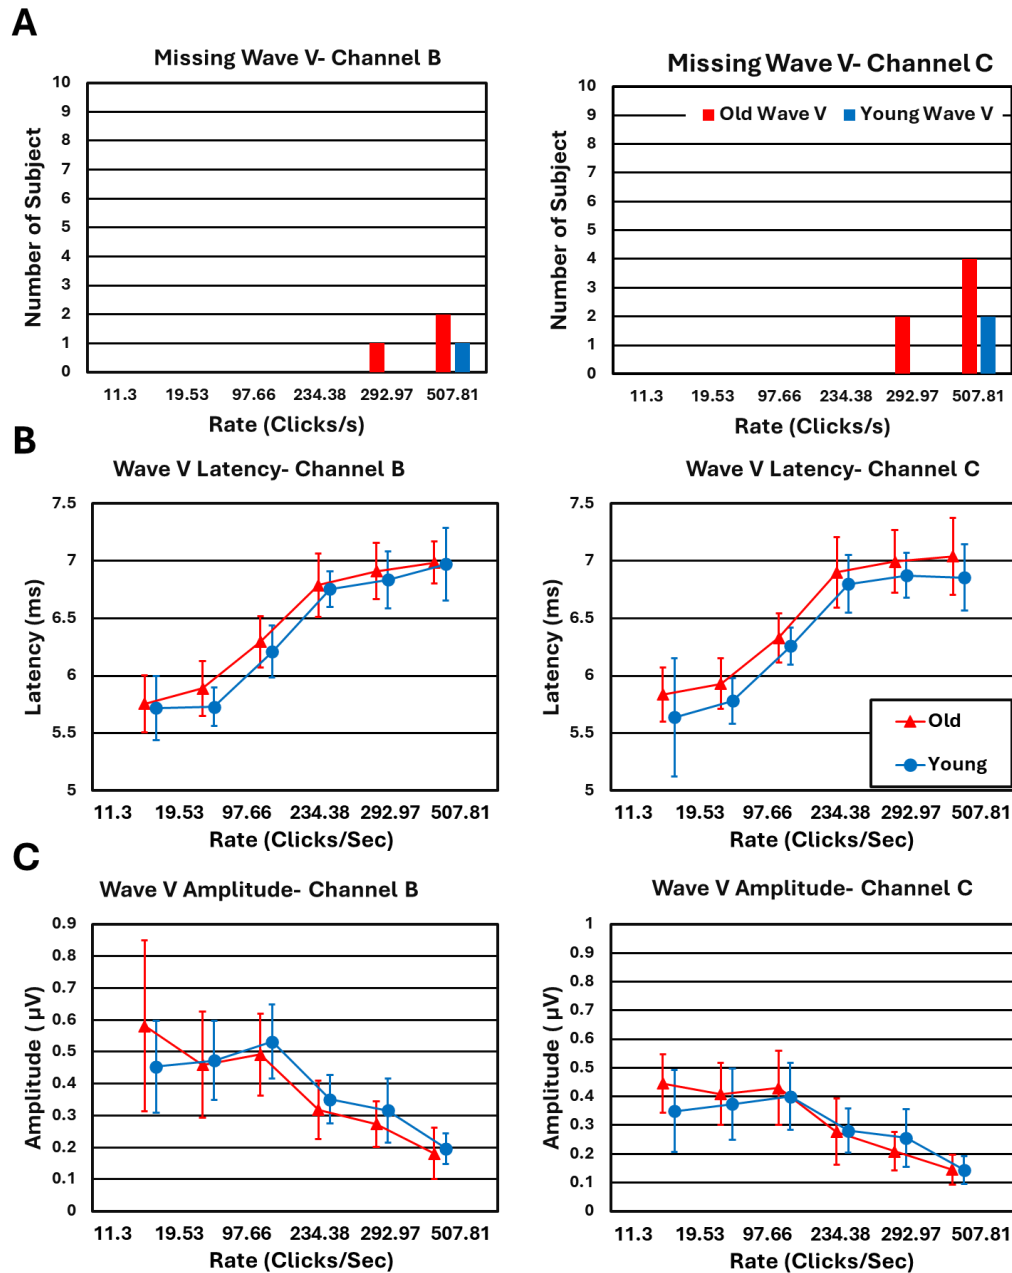 A
Missing Wave V- Channel B
Missing Wave V- Channel C
Number of Subject
10
9
8
7
6
5
4
3
2
1
0
11.3 19.53 97.66 234.38 292.97 507.81
Rate (Clicks/s)
Number of Subject
10
9
8
7
6
5
4
3
2
1
0
Old Wave V Young Wave V
11.3 19.53 97.66 234.38 292.97 507.81
Rate (Clicks/s)
B
Wave V Latency- Channel B
Wave V Latency- Channel C
Latency (ms)
7.5
7
6.5
6
5.5
5
11.3 19.53 97.66 234.38 292.97 507.81
Rate (Clicks/Sec)
Latency (ms)
7.5
7
6.5
6
5.5
5
Old
Young
11.3 19.53 97.66 234.38 292.97 507.81
Rate (Clicks/Sec)
C
Wave V Amplitude- Channel B
Wave V Amplitude- Channel C
Amplitude ( µV)
0.9
0.8
0.7
0.6
0.5
0.4
0.3
0.2
0.1
0
11.3 19.53 97.66 234.38 292.97 507.81
Rate (Clicks/Sec)
Amplitude ( µV)
1
0.9
0.8
0.7
0.6
0.5
0.4
0.3
0.2
0.1
0
11.3 19.53 97.66 234.38 292.97 507.81
Rate (Clicks/Sec)